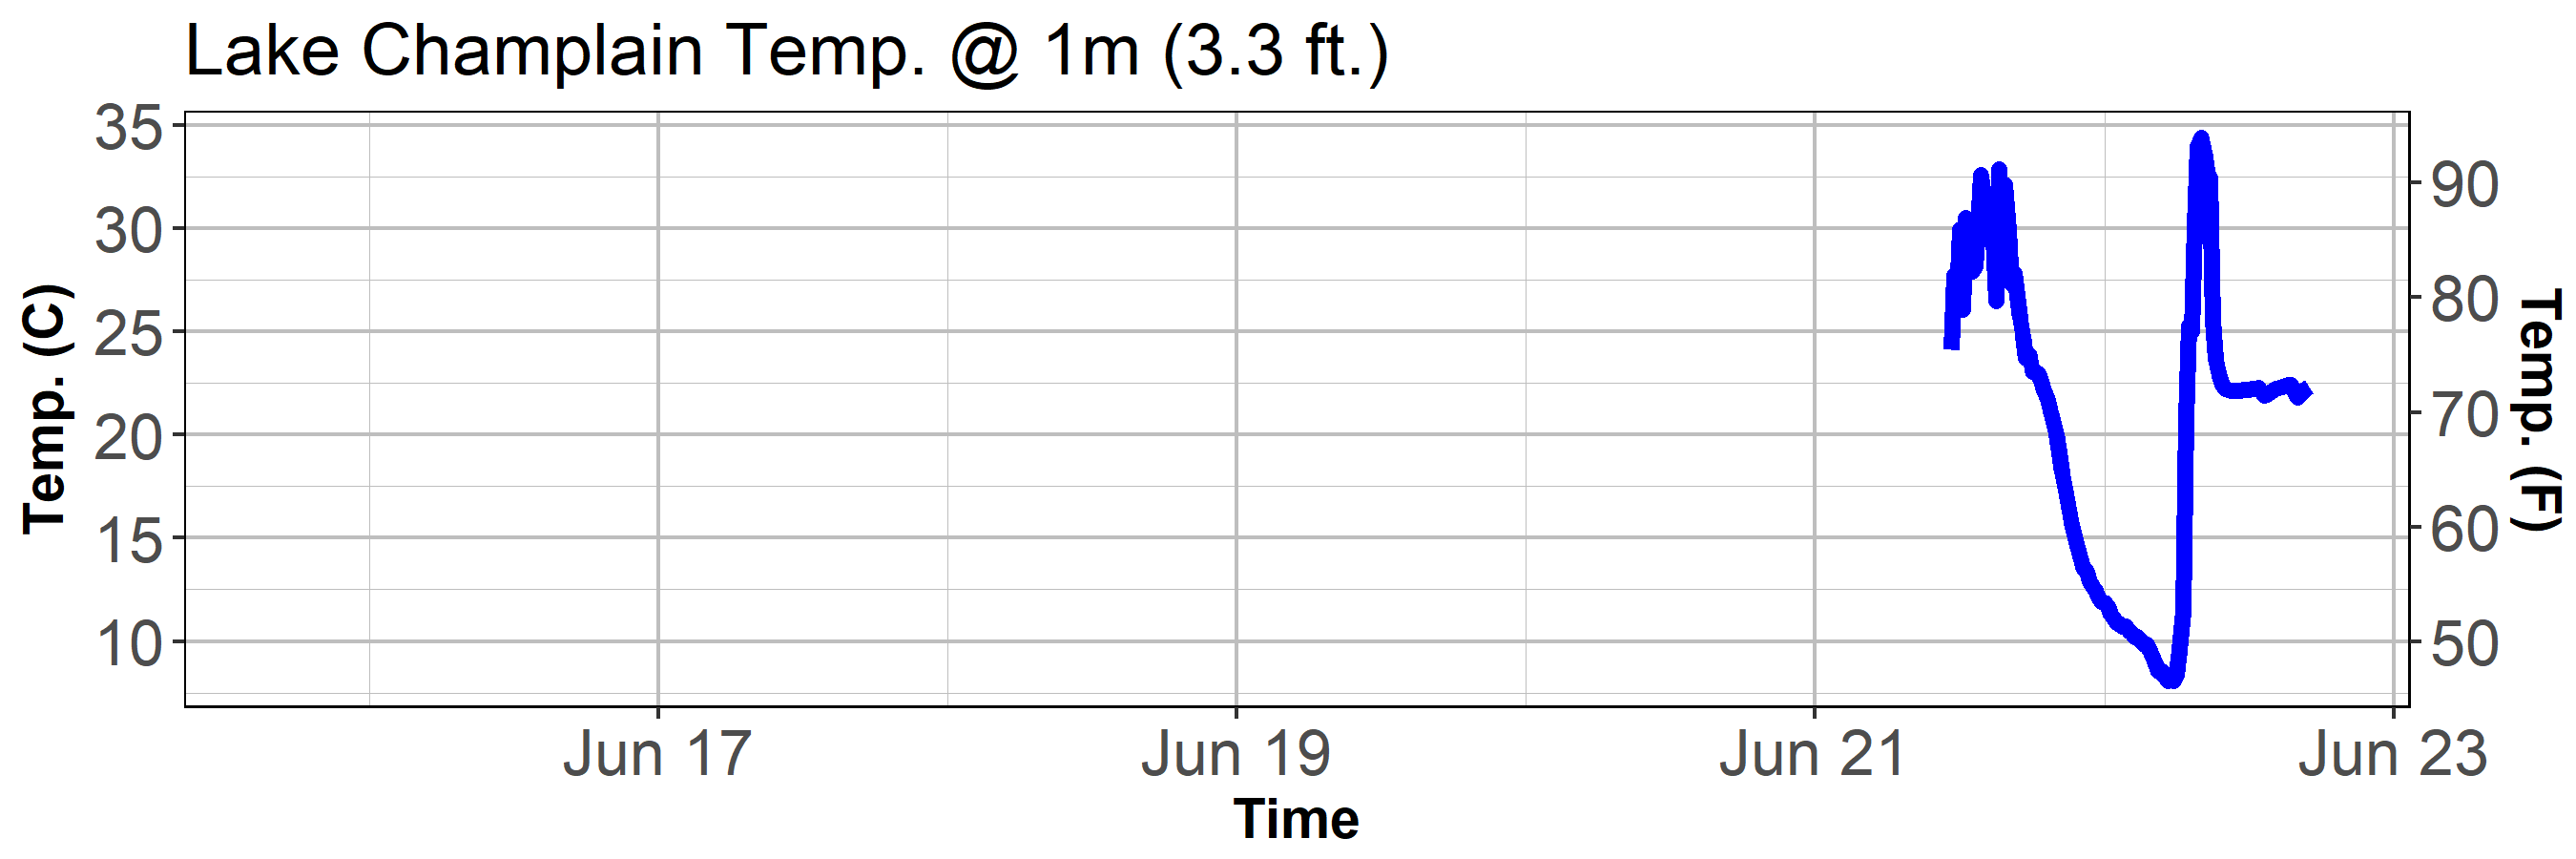 Lake Champlain Temp. @ 1m (3.3 ft.)
35
30
25
20
15
10
Temp. (C)
90
80
70
60
50
Temp. (F)
Jun 17
Jun 19
Jun 21
Jun 23
Time